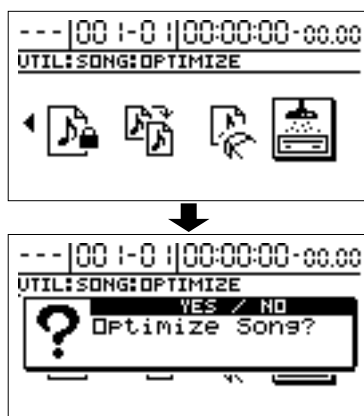 ---|001-01|00:00:00-00.00
UTIL:SONG:OPTIMIZE
---|001-01|00:00:00-00.00
UTIL:SONG:OPTIMIZE
YES / NO
Optimize Song?